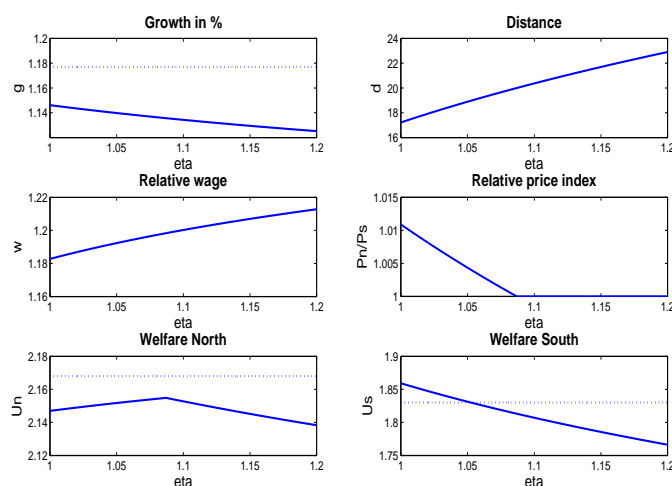 Growth in %
1.2
1.18
1.16
1.14
g
1 1.05 1.1 1.15 1.2
eta
Distance
24
22
20
18
16
d
1 1.05 1.1 1.15 1.2
eta
Relative wage
1.22
1.2
1.18
1.16
w
1 1.05 1.1 1.15 1.2
eta
Relative price index
1.015
1.01
1.005
1
Pn/Ps
1 1.05 1.1 1.15 1.2
eta
Welfare North
2.18
2.16
2.14
2.12
Un
1 1.05 1.1 1.15 1.2
eta
Welfare South
1.9
1.85
1.8
1.75
Us
1 1.05 1.1 1.15 1.2
eta